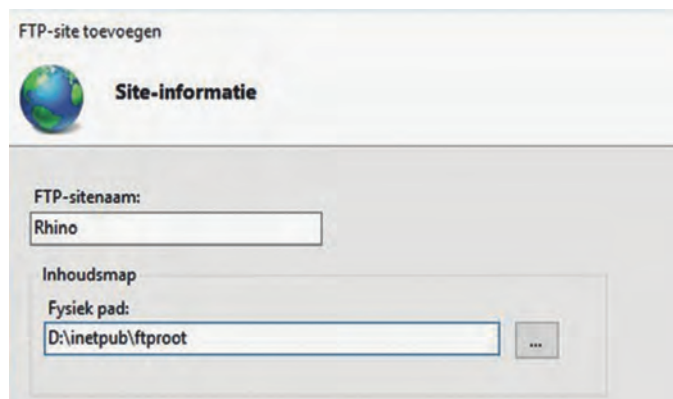 FTP-site toevoegen
Site-informatie
FTP-sitenaam:
Rhino
Inhoudsmap
Fysiek pad:
D:\inetpub\ftproot
...